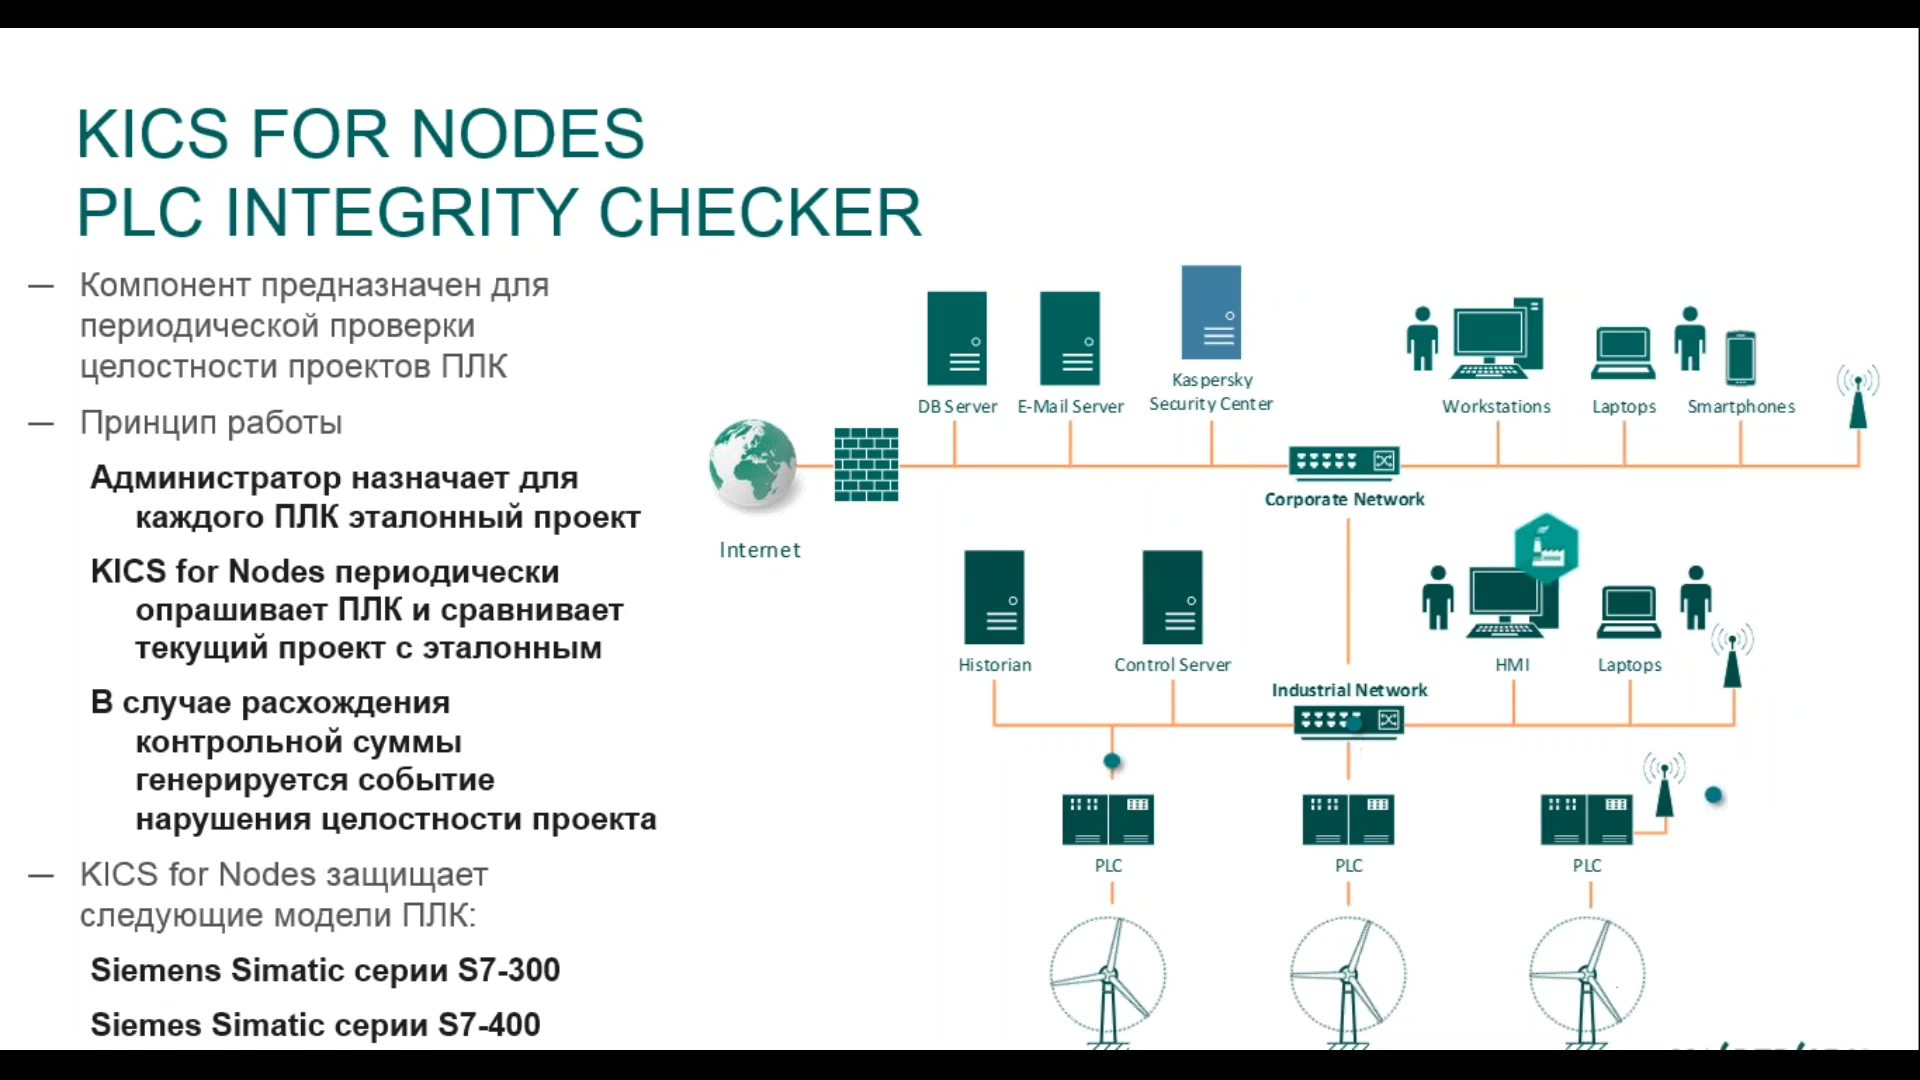 KICS FOR NODES
PLC INTEGRITY CHECKER
— Компонент предназначен для
периодической проверки
целостности проектов ПЛК
— Принцип работы
Администратор назначает для
каждого ПЛК эталонный проект
KICS for Nodes периодически
опрашивает ПЛК и сравнивает
текущий проект с эталонным
В случае расхождения
контрольной суммы
генерируется событие
нарушения целостности проекта
— KICS for Nodes защищает
следующие модели ПЛК:
Siemens Simatic серии S7-300
Siemes Simatic серии S7-400
DB Server
E-Mail Server
Kaspersky
Security Center
Workstations
Laptops
Smartphones
Internet
Corporate Network
Historian
Control Server
HMI
Laptops
Industrial Network
PLC
PLC
PLC